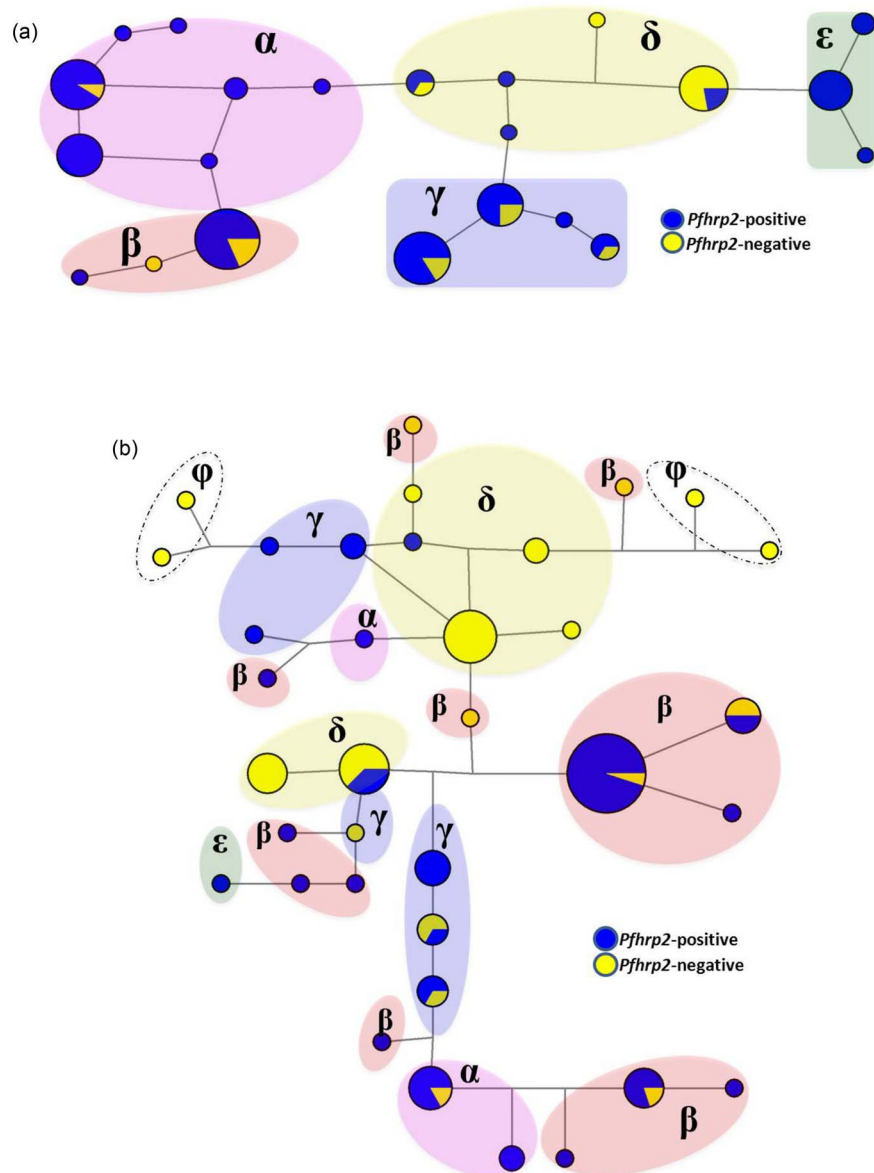 (a)
α
δ
ε
γ
β
Pfhrp2-positive
Pfhrp2-negative
(b)
β
φ
δ
β
φ
γ
α
β
β
β
δ
γ
β
ε
γ
Pfhrp2-positive
Pfhrp2-negative
β
α
β